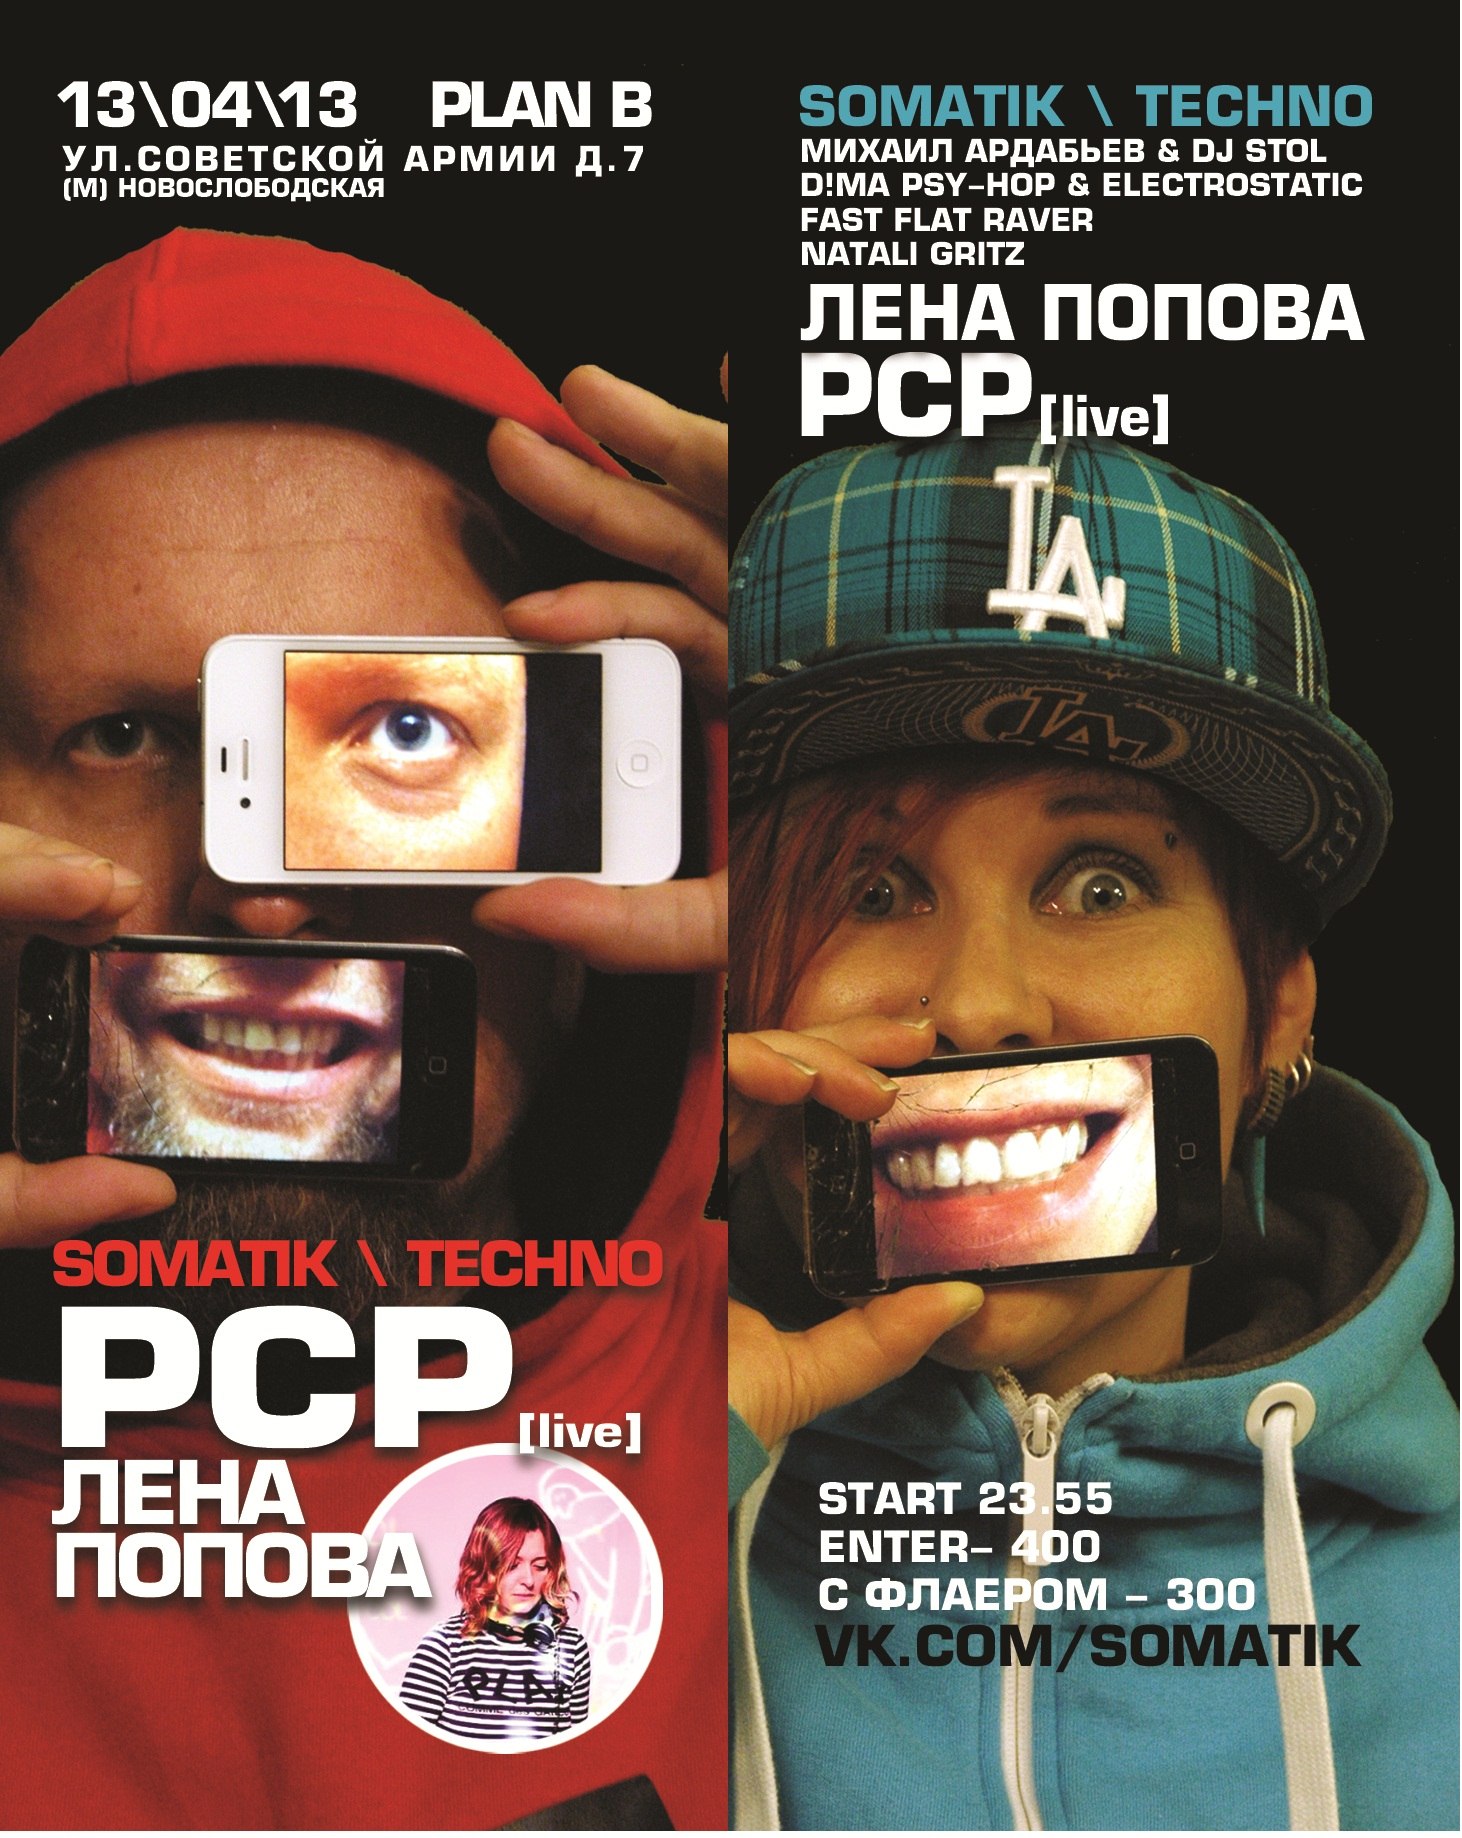 13\04\13 PLAN B
УЛ.СОВЕТСКОЙ АРМИИ Д.7
(М) НОВОСЛОБОДСКАЯ
SOMATIK \ TECHNO
PCP [live]
ЛЕНА
ПОПОВА
PLAY
SOMATIK \ TECHNO
МИХАИЛ АРДАБЬЕВ & DJ STOL
D!MA PSY-HOP & ELECTROSTATIC
FAST FLAT RAVER
NATALI GRITZ
ЛЕНА ПОПОВА
PCP [live]
LA
LA
START 23.55
ENTER- 400
С ФЛАЕРОМ - 300
VK.COM/SOMATIK